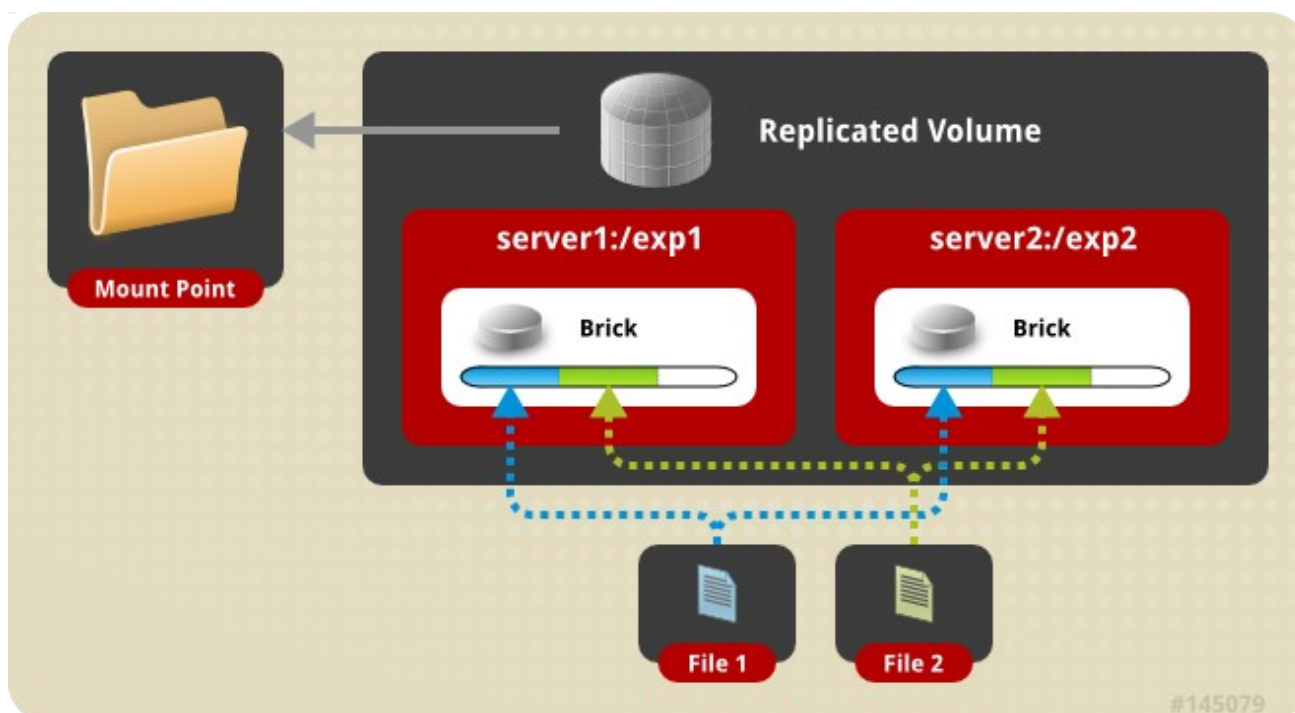 Replicated Volume
Mount Point
server1:/exp1
server2:/exp2
Brick
Brick
File 1
File 2
#145079